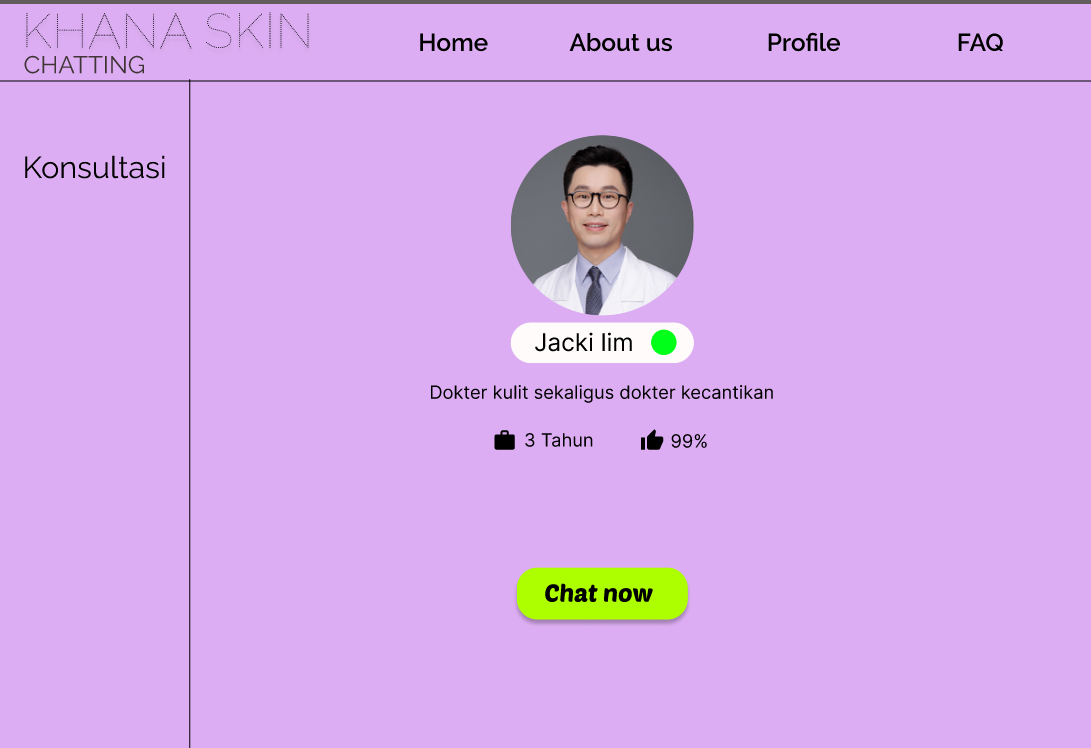 KHANA SKIN
CHATTING
Home
About us
Profile
FAQ
Konsultasi
Jacki lim
Dokter kulit sekaligus dokter kecantikan
3 Tahun
99%
Chat now